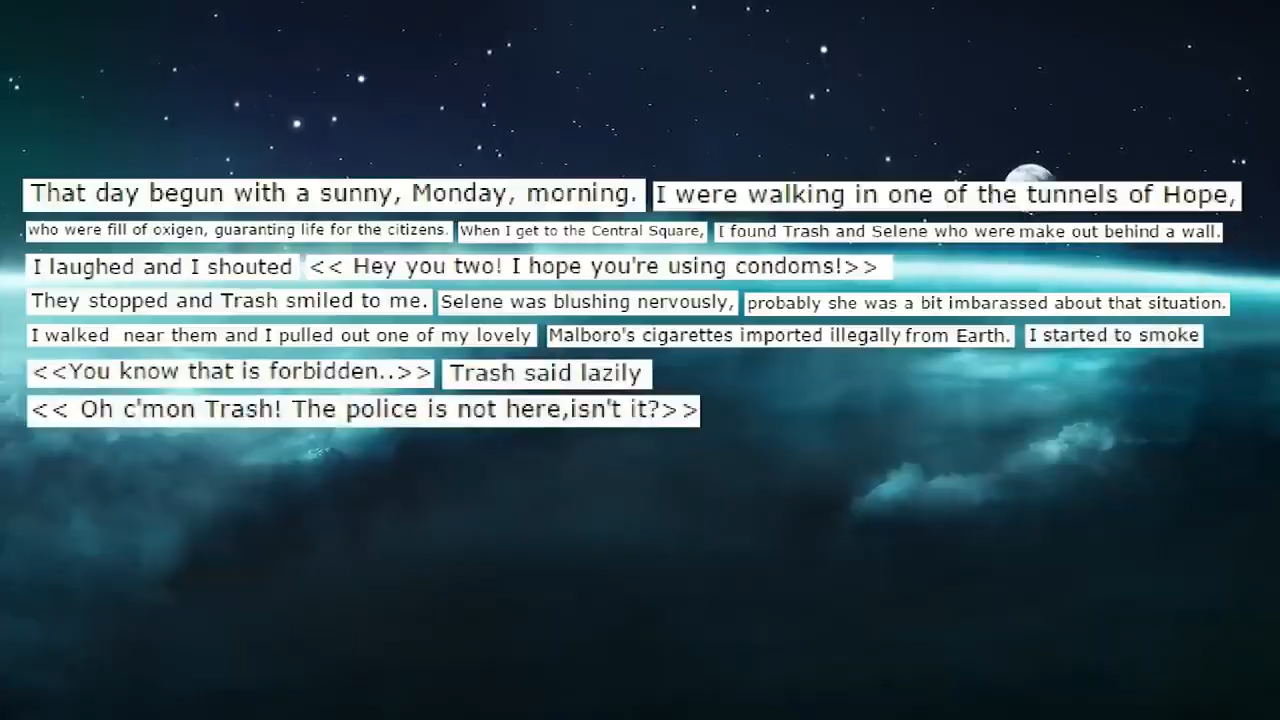 That day begun with a sunny, Monday, morning. I were walking in one of the tunnels of Hope,
who were fill of oxigen, guaranting life for the citizens. When I get to the Central Square, I found Trash and Selene who were make out behind a wall.
I laughed and I shouted << Hey you two! I hope you're using condoms!>>
They stopped and Trash smiled to me. Selene was blushing nervously, probably she was a bit imbarassed about that situation.
I walked near them and I pulled out one of my lovely Malboro's cigarettes imported illegally from Earth. I started to smoke
<<You know that is forbidden..>> Trash said lazily
<< Oh c'mon Trash! The police is not here,isn't it?>>